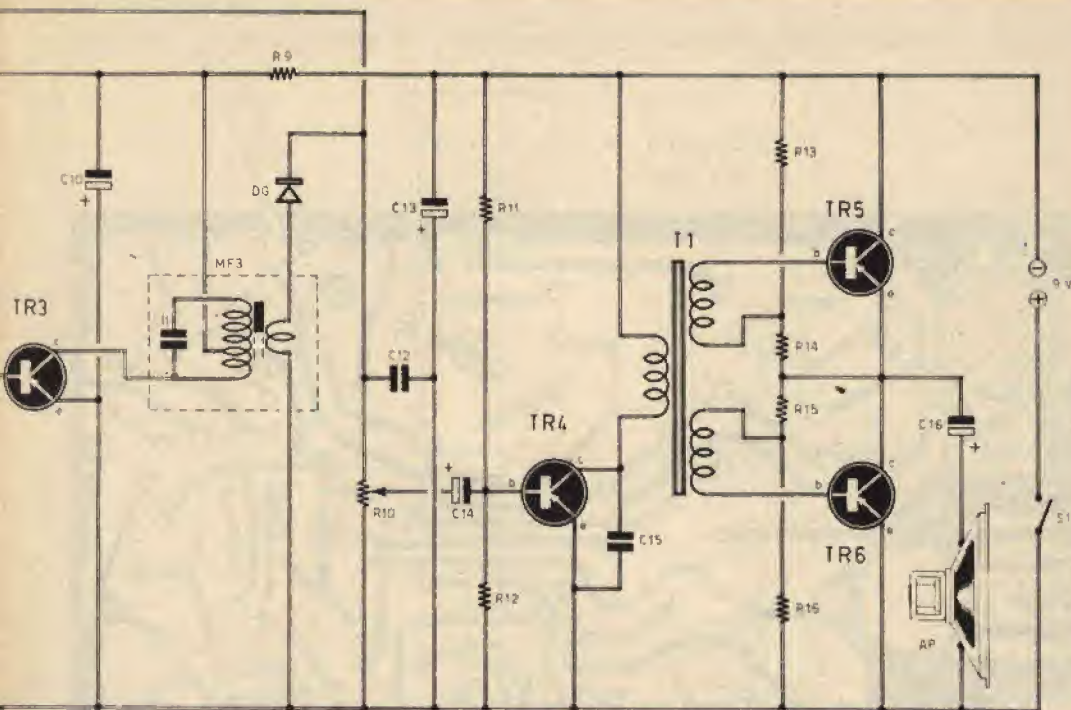 R9
C10
+
DG
C13
+
R11
R13
TR5
b
c
e
T1
MF3
TR3
c
e
−
9 V
+
R14
C12
R15
TR4
C16
+
+
C14
b
c
e
R10
b
c
e
C15
TR6
S1
R12
R16
AP